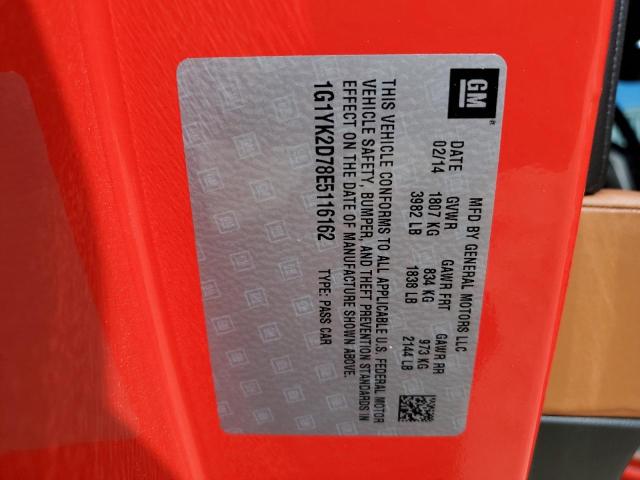 GM
MFD BY GENERAL MOTORS LLC
DATE GVWR GAWR FRT GAWR RR
02/14 1807 KG 834 KG 973 KG
3982 LB 1838 LB 2144 LB
THIS VEHICLE CONFORMS TO ALL APPLICABLE U.S. FEDERAL MOTOR
VEHICLE SAFETY, BUMPER, AND THEFT PREVENTION STANDARDS IN
EFFECT ON THE DATE OF MANUFACTURE SHOWN ABOVE.
1G1YK2D78E5116162 TYPE: PASS CAR